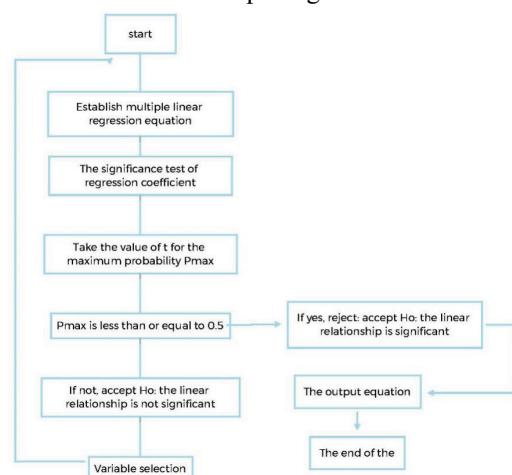 start
Establish multiple linear
regression equation
The significance test of
regression coefficient
Take the value of t for the
maximum probability Pmax
Pmax is less than or equal to 0.5
If yes, reject: accept Ho: the linear
relationship is significant
If not, accept Ho: the linear
relationship is not significant
The output equation
The end of the
Variable selection